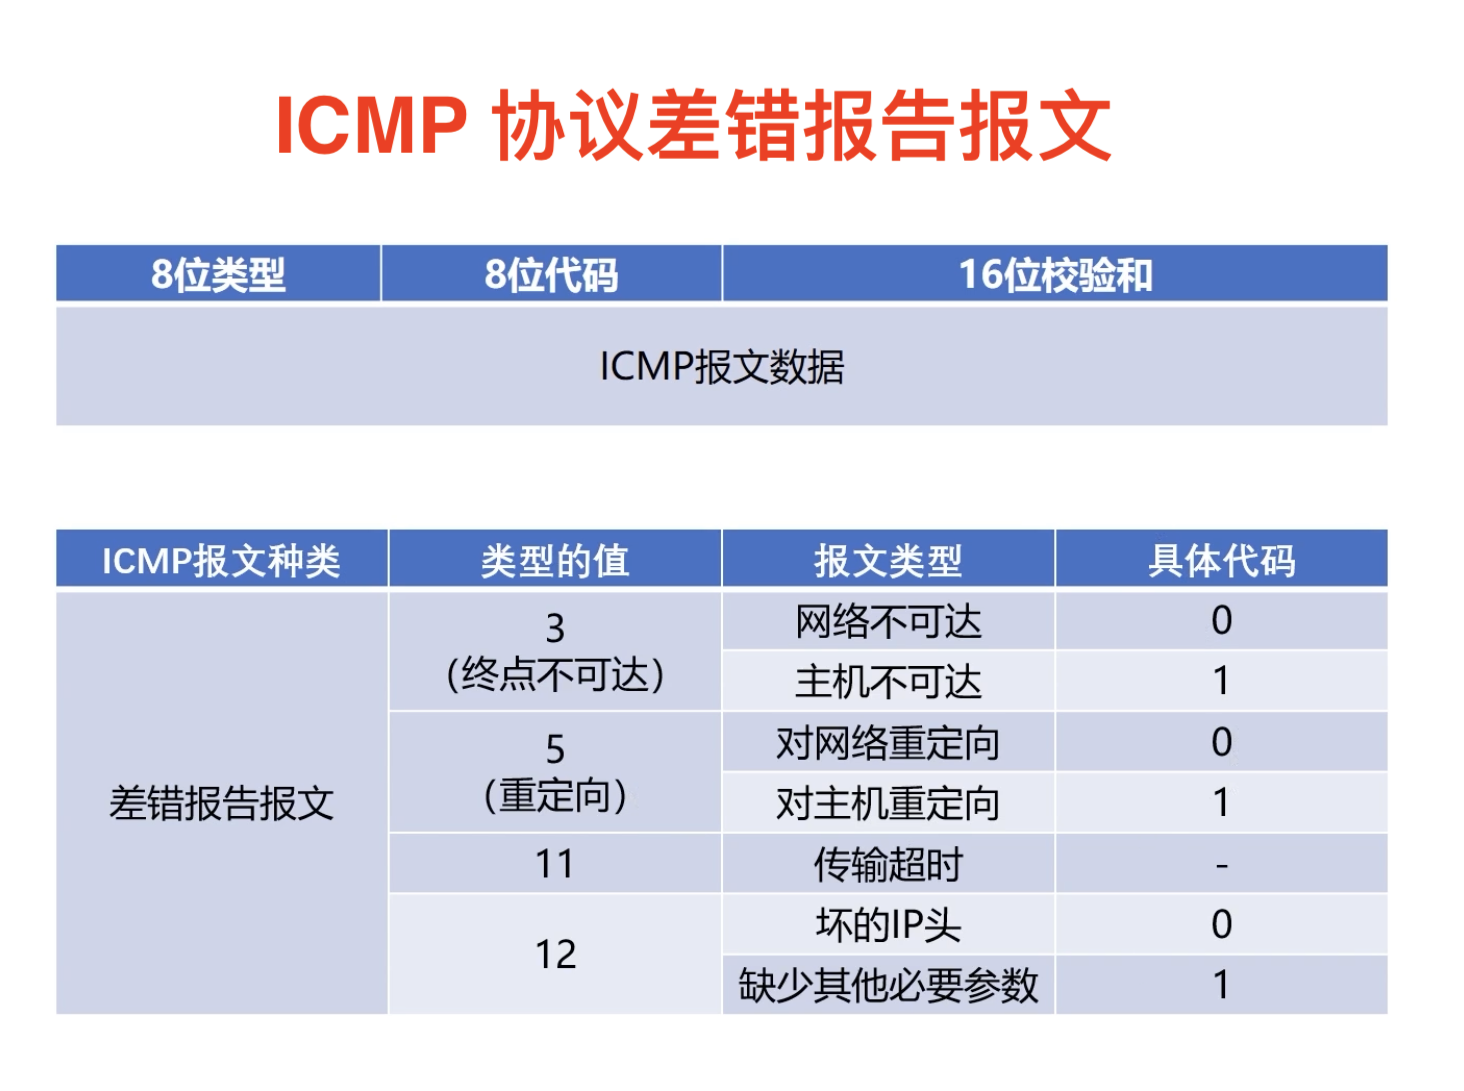 ICMP 协议差错报告报文
8位类型 8位代码 16位校验和
ICMP报文数据
ICMP报文种类 类型的值 报文类型 具体代码
差错报告报文
3
（终点不可达）
网络不可达 0
主机不可达 1
5
（重定向）
对网络重定向 0
对主机重定向 1
11 传输超时 -
12
坏的IP头 0
缺少其他必要参数 1